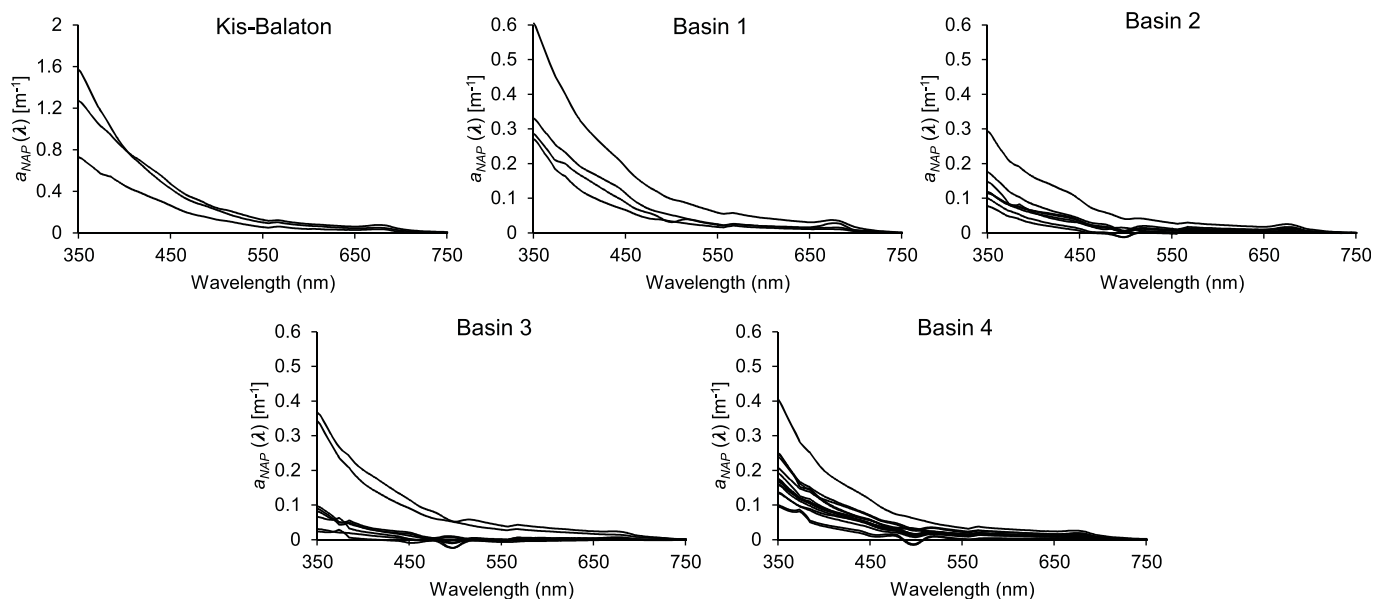 Kis-Balaton
2
1.6
1.2
0.8
0.4
0
a_NAP (λ) [m⁻¹]
350 450 550 650 750
Wavelength (nm)
Basin 1
0.6
0.5
0.4
0.3
0.2
0.1
0
a_NAP (λ) [m⁻¹]
350 450 550 650 750
Wavelength (nm)
Basin 2
0.6
0.5
0.4
0.3
0.2
0.1
0
a_NAP (λ) [m⁻¹]
350 450 550 650 750
Wavelength (nm)
Basin 3
0.6
0.5
0.4
0.3
0.2
0.1
0
a_NAP (λ) [m⁻¹]
350 450 550 650 750
Wavelength (nm)
Basin 4
0.6
0.5
0.4
0.3
0.2
0.1
0
a_NAP (λ) [m⁻¹]
350 450 550 650 750
Wavelength (nm)